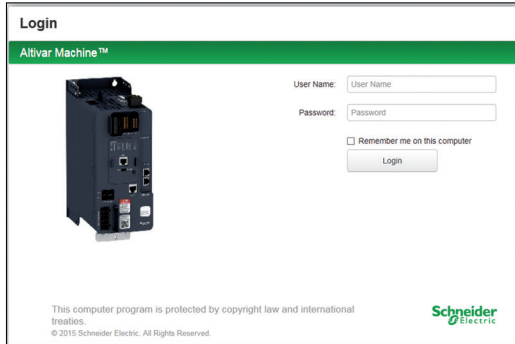 Login
Altivar Machine™
User Name:
User Name
Password:
Password
Remember me on this computer
Login
This computer program is protected by copyright law and international
treaties.
© 2015 Schneider Electric. All Rights Reserved.
Schneider
Electric